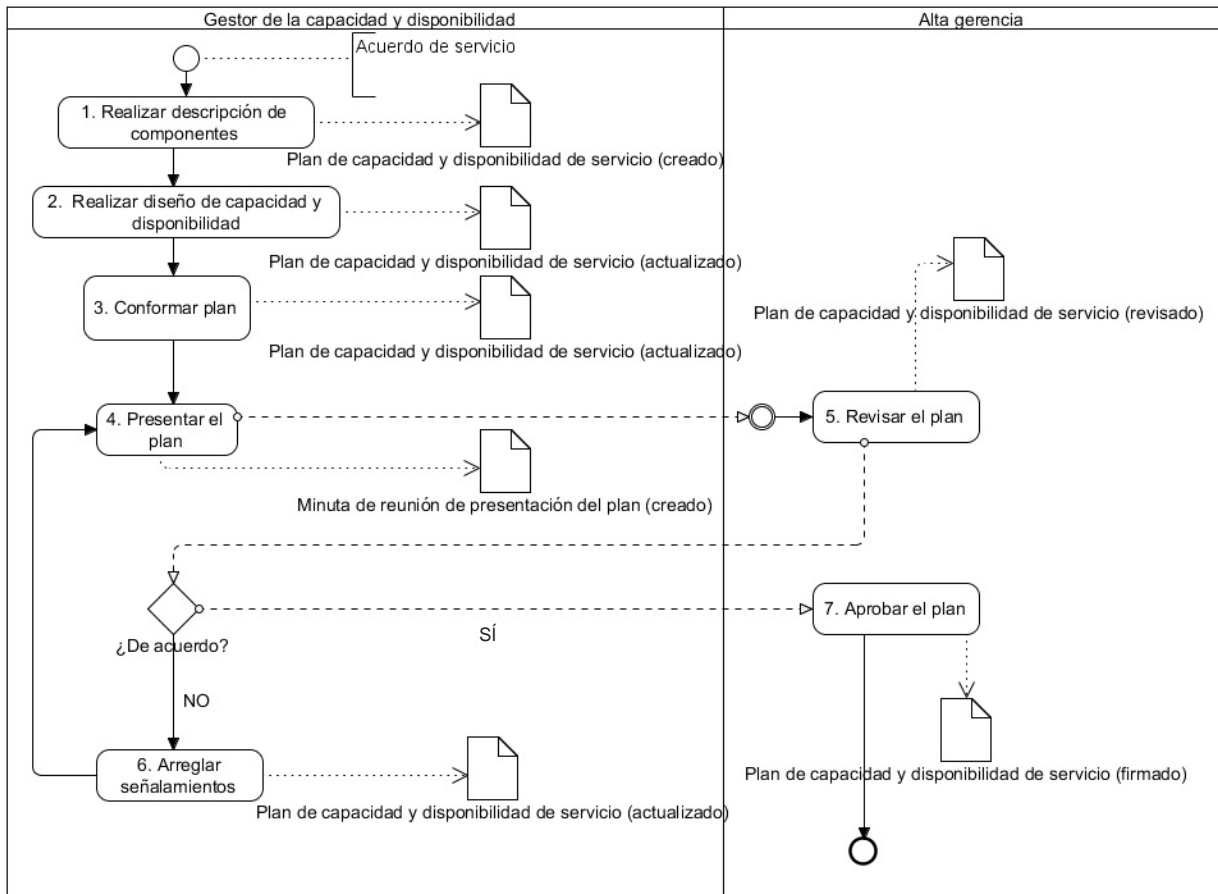 Gestor de la capacidad y disponibilidad
Alta gerencia
Acuerdo de servicio
1. Realizar descripción de
componentes
Plan de capacidad y disponibilidad de servicio (creado)
2. Realizar diseño de capacidad y
disponibilidad
Plan de capacidad y disponibilidad de servicio (actualizado)
3. Conformar plan
Plan de capacidad y disponibilidad de servicio (revisado)
Plan de capacidad y disponibilidad de servicio (actualizado)
4. Presentar el
plan
5. Revisar el plan
Minuta de reunión de presentación del plan (creado)
7. Aprobar el plan
¿De acuerdo?
SÍ
NO
6. Arreglar
señalamientos
Plan de capacidad y disponibilidad de servicio (firmado)
Plan de capacidad y disponibilidad de servicio (actualizado)